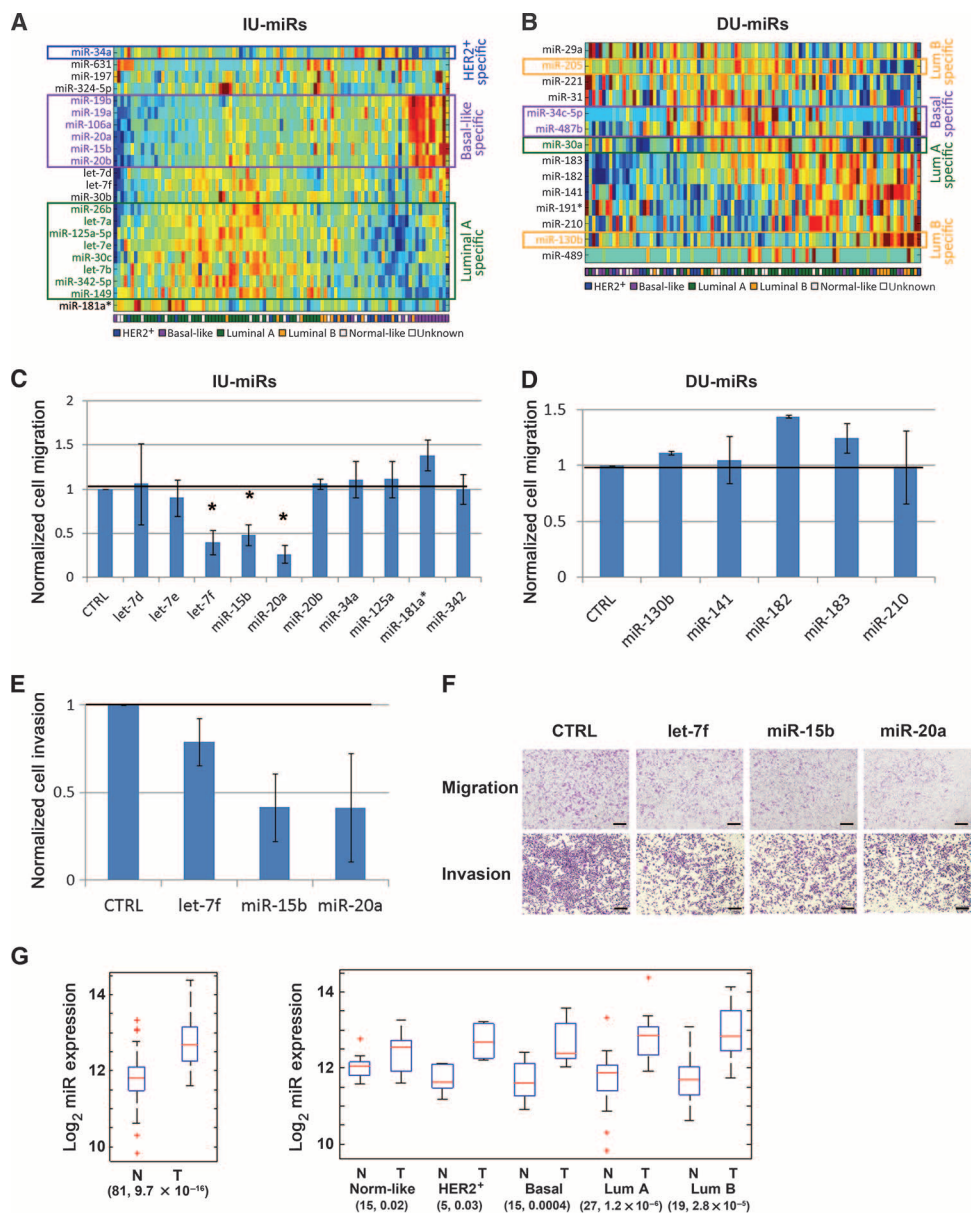 A
IU-miRs
miR-34a
miR-631
miR-197
miR-324-5p
miR-19b
miR-19a
miR-106a
miR-20a
miR-15b
miR-20b
let-7d
let-7f
miR-30b
miR-26b
let-7a
miR-125a-5p
let-7e
miR-30c
let-7b
miR-342-5p
miR-149
miR-181a*
HER2+ specific
Basal-like specific
Luminal A specific
HER2+ Basal-like Luminal A Luminal B Normal-like Unknown
B
DU-miRs
miR-29a
miR-205
miR-221
miR-31
miR-34c-5p
miR-487b
miR-30a
miR-183
miR-182
miR-141
miR-191*
miR-210
miR-130b
miR-489
Lum B specific
Basal specific
Lum A specific
Lum B specific
HER2+ Basal-like Luminal A Luminal B Normal-like Unknown
C
IU-miRs
Normalized cell migration
2
1.5
1
0.5
0
* * *
CTRL let-7d let-7e let-7f miR-15b miR-20a miR-20b miR-34a miR-125a miR-181a* miR-342
D
DU-miRs
Normalized cell migration
1.5
1
0.5
0
CTRL miR-130b miR-141 miR-182 miR-183 miR-210
E
Normalized cell invasion
1
0.5
0
CTRL let-7f miR-15b miR-20a
F
CTRL let-7f miR-15b miR-20a
Migration
Invasion
G
Log2 miR expression
14
12
10
N T
(81, 9.7 × 10−16)
Log2 miR expression
14
12
10
N T N T N T N T N T
Norm-like HER2+ Basal Lum A Lum B
(15, 0.02) (5, 0.03) (15, 0.0004) (27, 1.2 × 10−6) (19, 2.8 × 10−5)